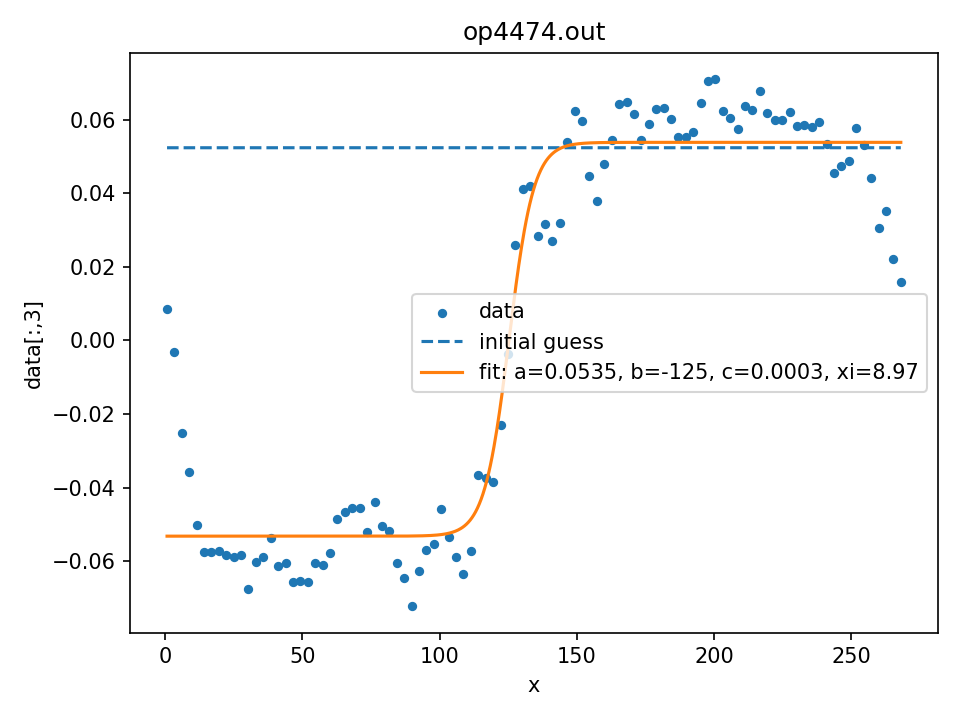 op4474.out
0.06
0.04
0.02
0.00
−0.02
−0.04
−0.06
data[:,3]
data
initial guess
fit: a=0.0535, b=-125, c=0.0003, xi=8.97
0 50 100 150 200 250
x